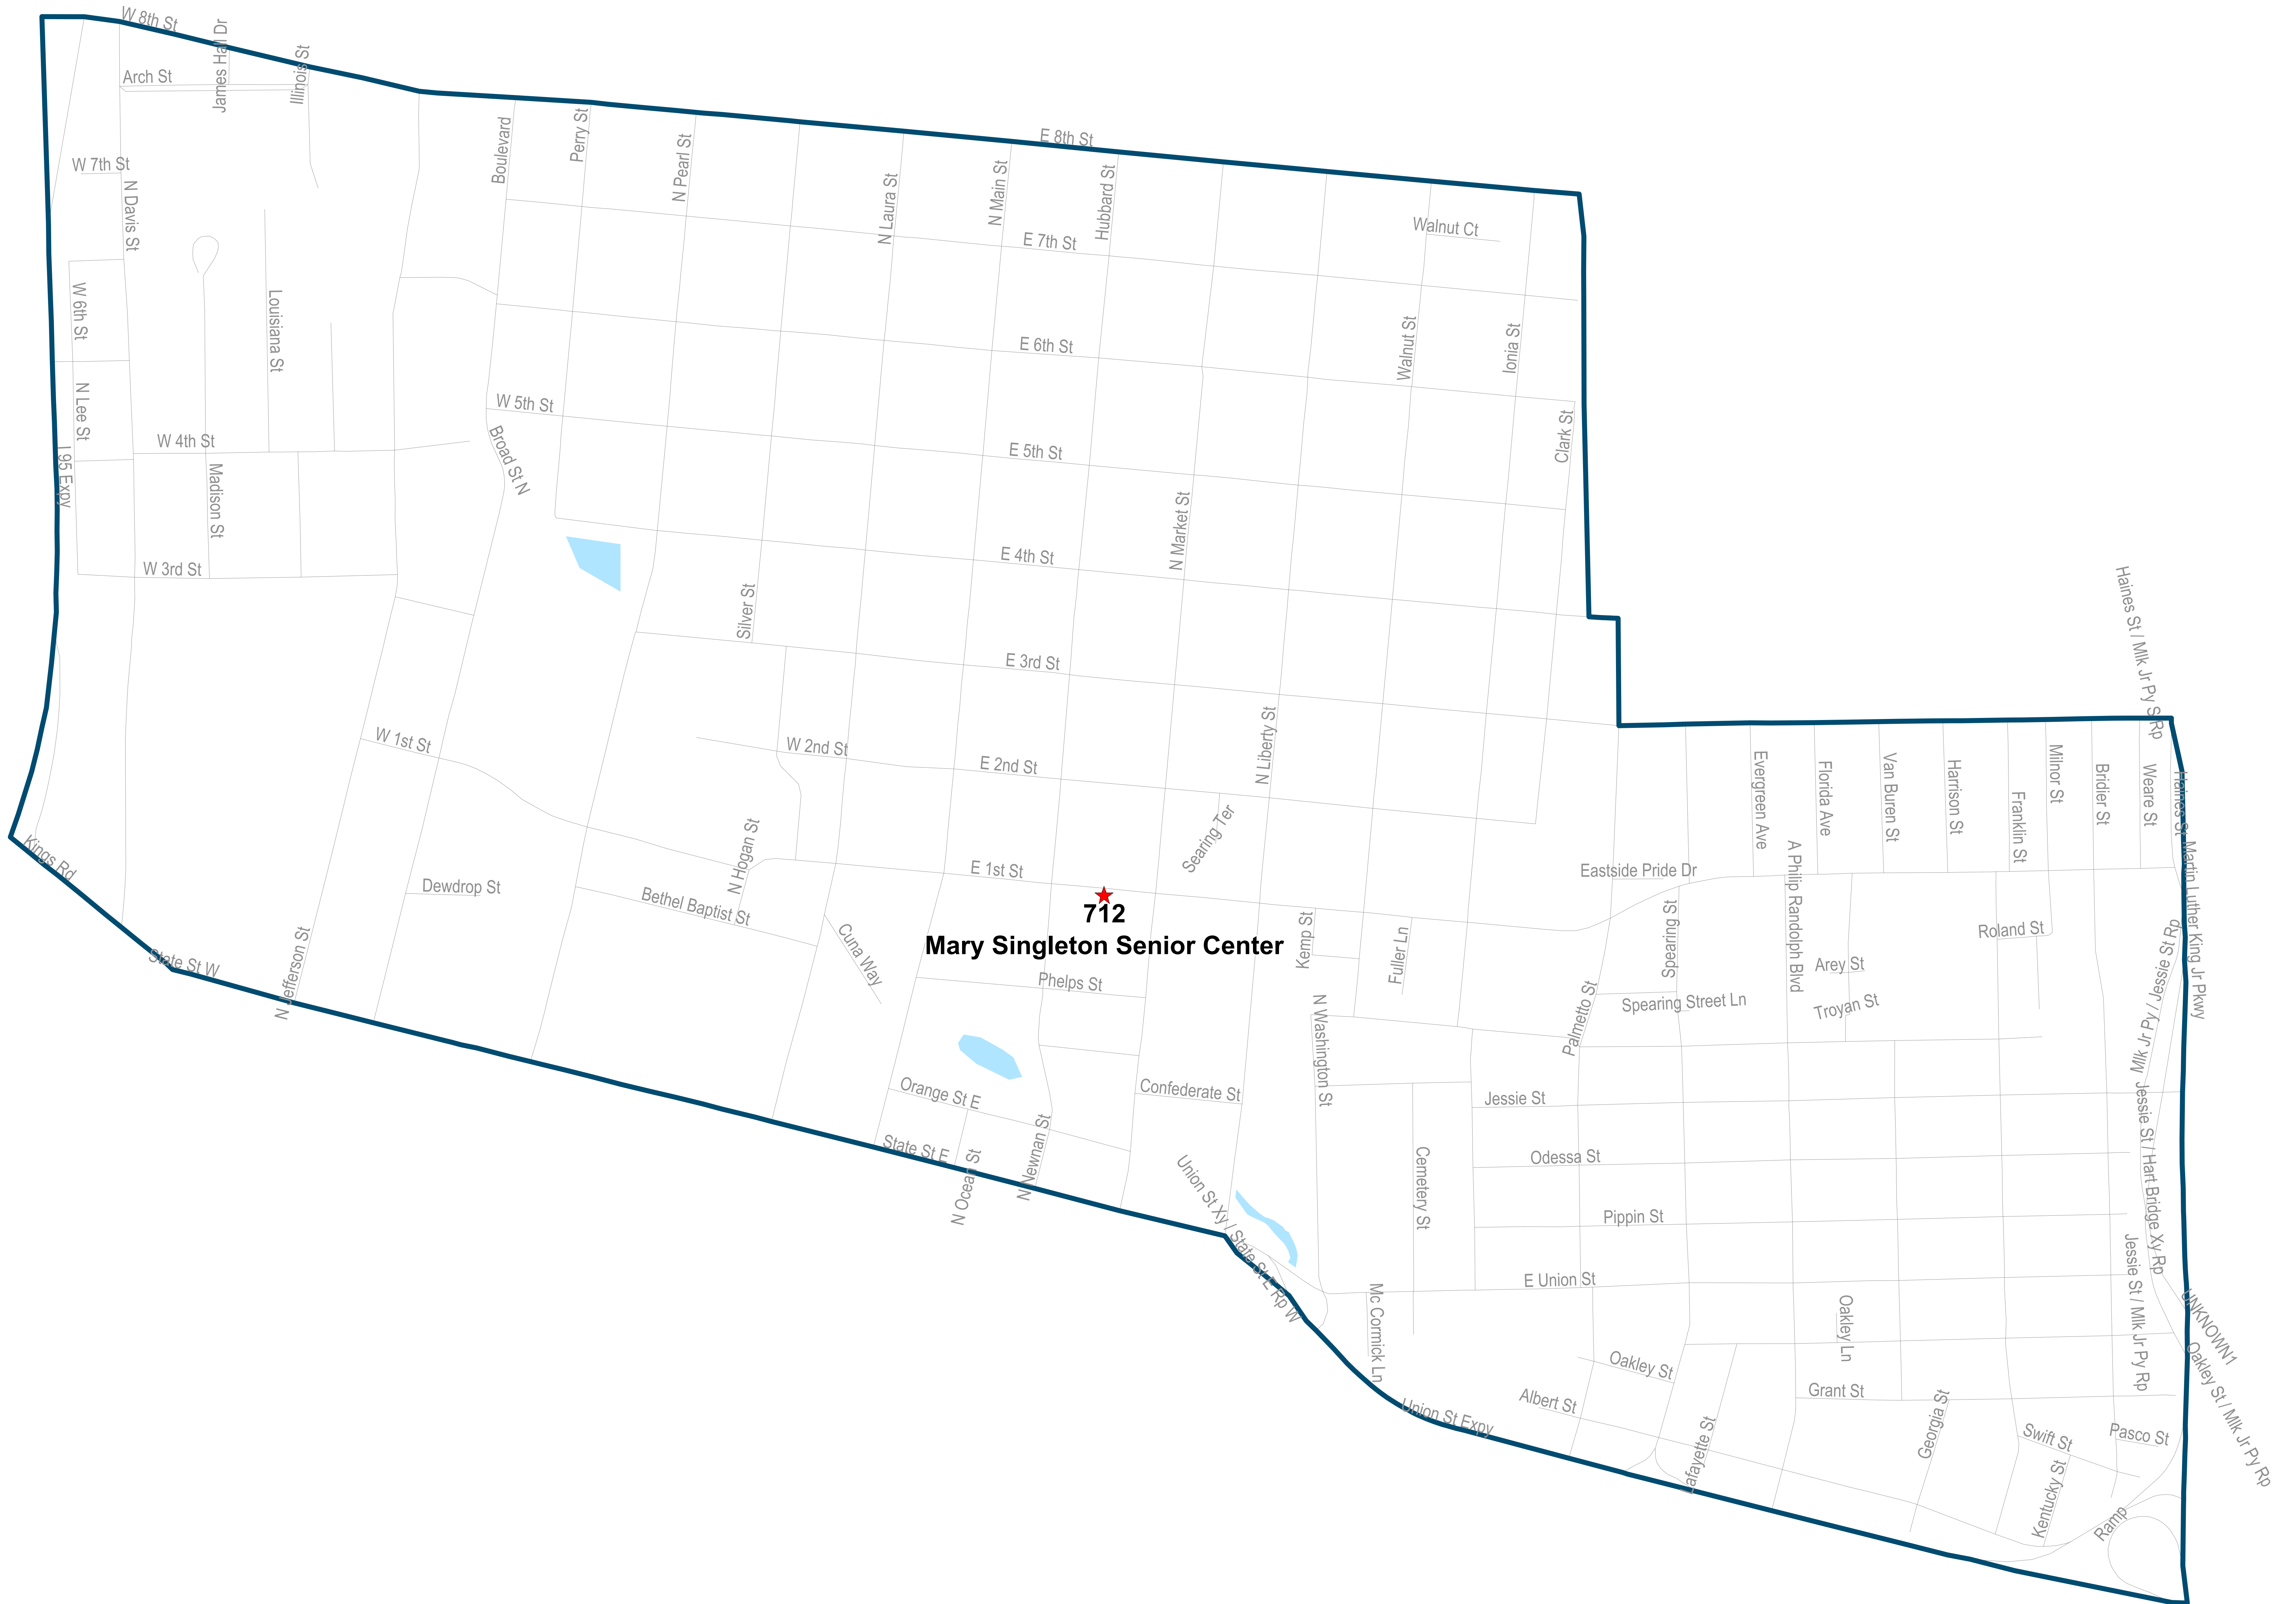 W 8th St
Arch St
James Hall Dr
Illinois St
W 7th St
N Davis St
Boulevard
Perry St
N Pearl St
N Laura St
N Main St
Hubbard St
E 8th St
E 7th St
Walnut Ct
W 6th St
Louisiana St
E 6th St
Walnut St
Ionia St
N Lee St
W 5th St
Broad St N
E 5th St
Clark St
W 4th St
I 95 Expy
Madison St
N Market St
E 4th St
W 3rd St
Silver St
E 3rd St
Haines St / Mlk Jr Py S Rp
W 1st St
W 2nd St
E 2nd St
N Liberty St
Searing Ter
Evergreen Ave
Florida Ave
Van Buren St
Harrison St
Franklin St
Milnor St
Bridier St
Weare St
Haines St
Kings Rd
Dewdrop St
N Hogan St
Bethel Baptist St
E 1st St
Eastside Pride Dr
A Philip Randolph Blvd
Martin Luther King Jr Pkwy
712
Mary Singleton Senior Center
Cuna Way
Kemp St
Fuller Ln
Spearing St
Roland St
Arey St
State St W
N Jefferson St
Phelps St
N Washington St
Palmetto St
Spearing Street Ln
Troyan St
Mlk Jr Py / Jessie St Rp
Orange St E
Confederate St
Jessie St
Jessie St / Hart Bridge Xy Rp
State St E
N Ocean St
N Newnan St
Union St Xy / State St E Rp W
Cemetery St
Odessa St
Pippin St
E Union St
Jessie St / Mlk Jr Py Rp
UNKNOWN1
Mc Cormick Ln
Oakley Ln
Oakley St
Oakley St / Mlk Jr Py Rp
Albert St
Grant St
Union St Expy
Lafayette St
Georgia St
Swift St
Pasco St
Kentucky St
Ramp